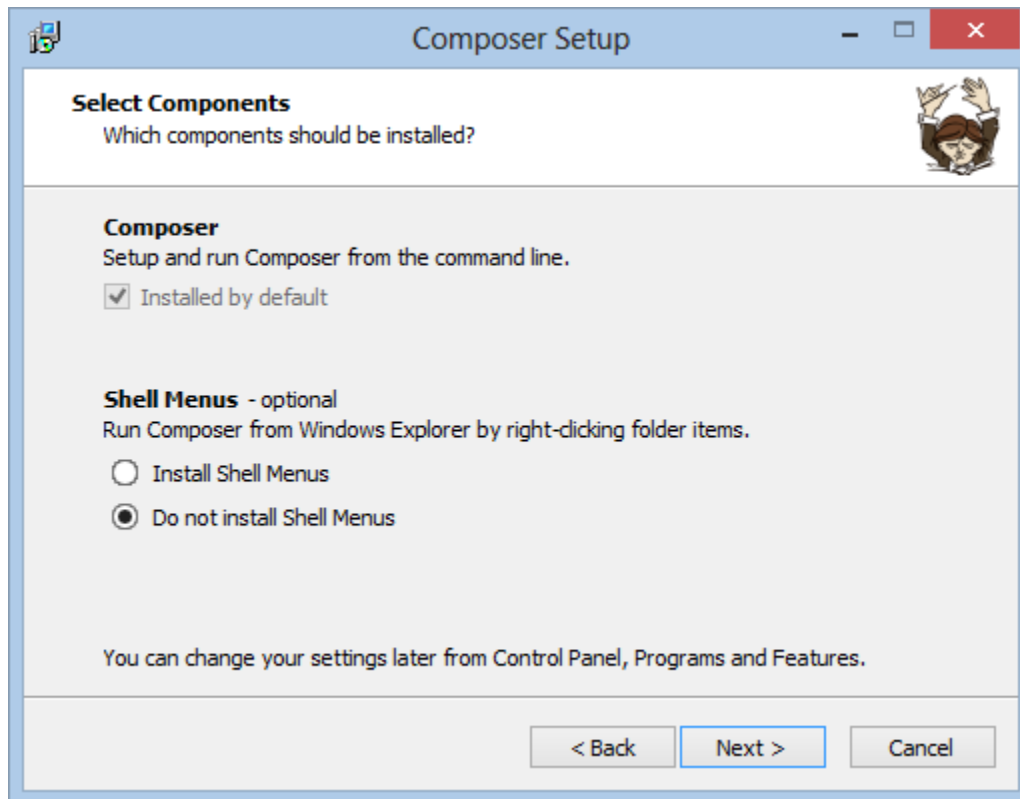 Composer Setup
Select Components
Which components should be installed?
Composer
Setup and run Composer from the command line.
Installed by default
Shell Menus - optional
Run Composer from Windows Explorer by right-clicking folder items.
Install Shell Menus
Do not install Shell Menus
You can change your settings later from Control Panel, Programs and Features.
< Back Next > Cancel